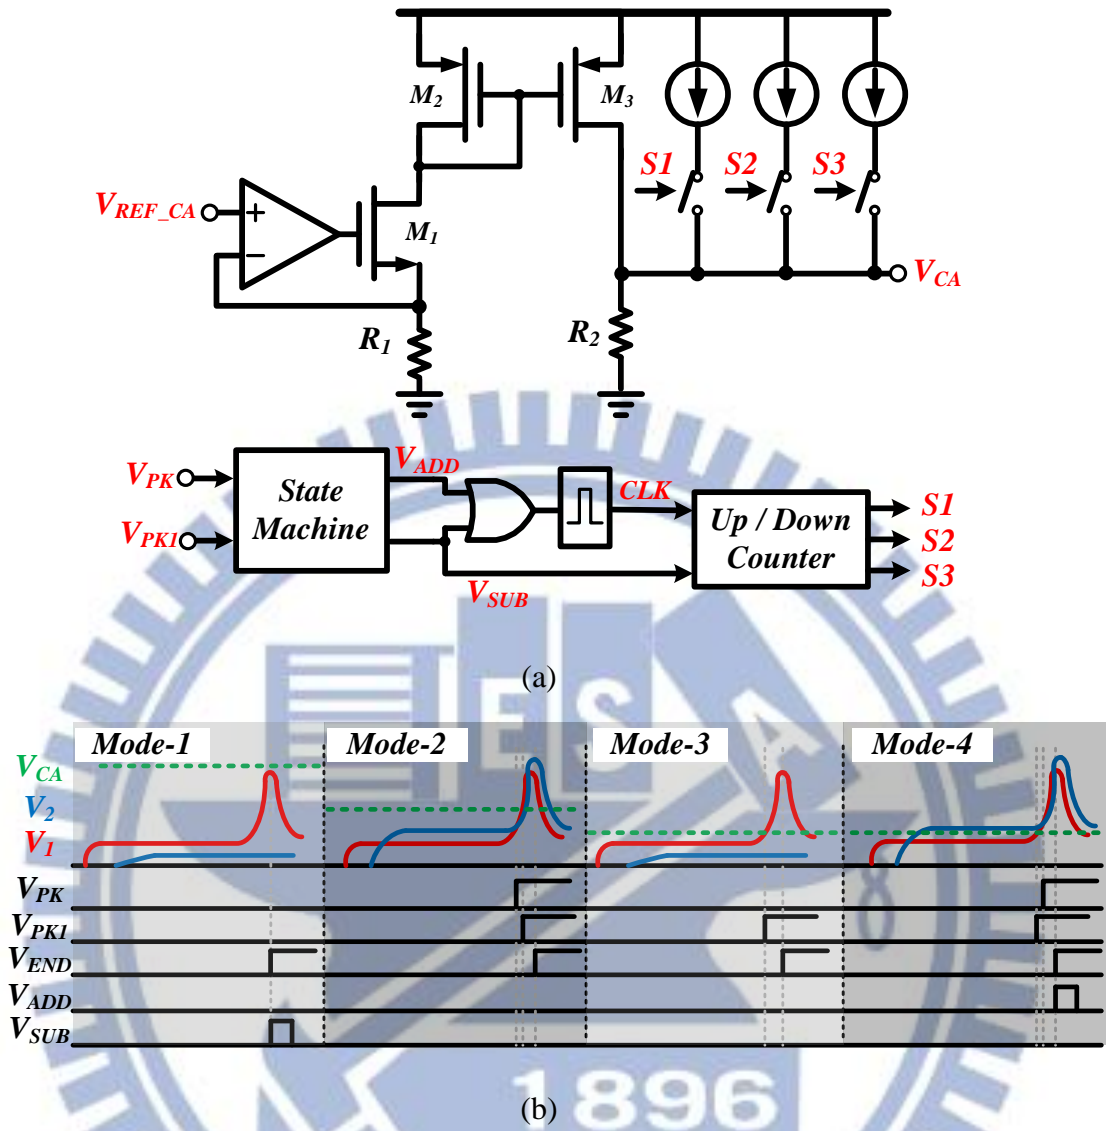 M2
M3
S1 S2 S3
VREF_CA
+
−
M1
VCA
R1
R2
VPK
VPK1
State
Machine
VADD
CLK
VSUB
Up / Down
Counter
S1
S2
S3
(a)
ESA
Mode-1 Mode-2 Mode-3 Mode-4
VCA
V2
V1
VPK
VPK1
VEND
VADD
VSUB
8
1896
(b)